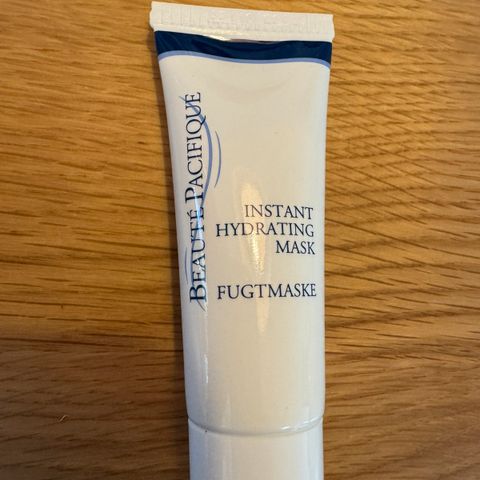 BEAUTÉ PACIFIQUE
INSTANT
HYDRATING
MASK
FUGTMASKE